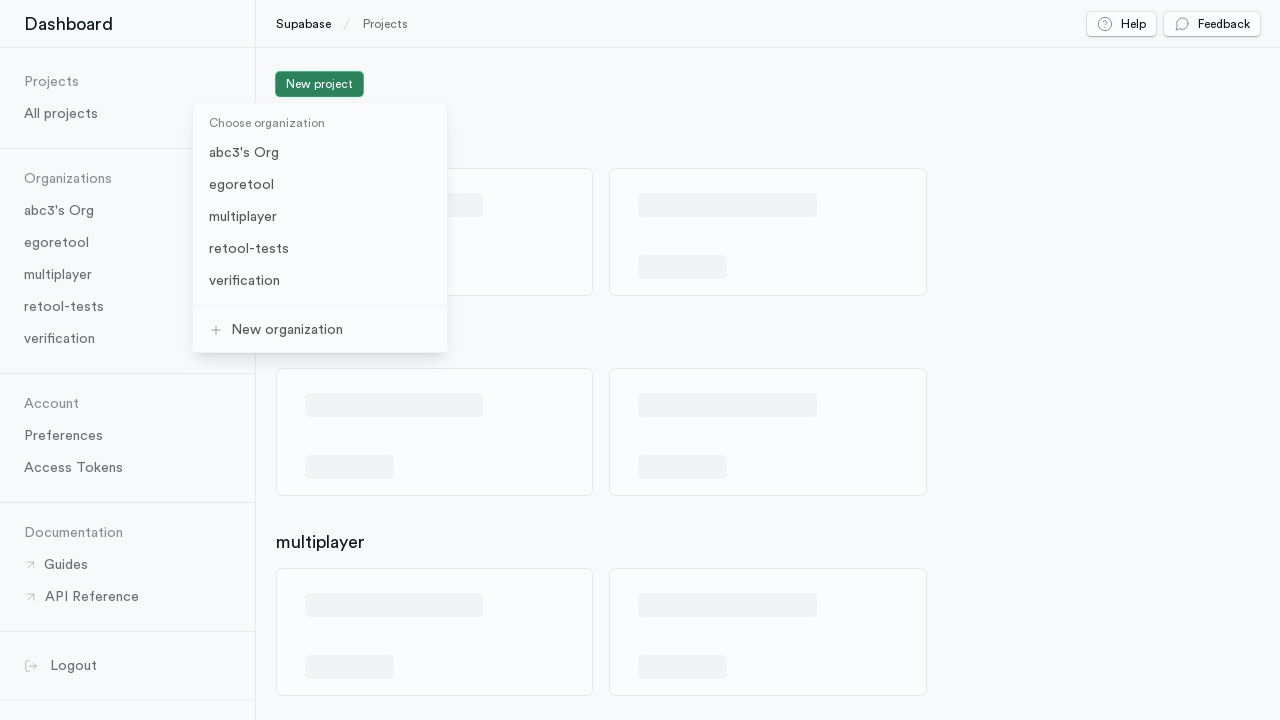 Dashboard
Supabase / Projects
Help
Feedback
Projects
All projects
Organizations
abc3's Org
egoretool
multiplayer
retool-tests
verification
Account
Preferences
Access Tokens
Documentation
Guides
API Reference
Logout
New project
Choose organization
abc3's Org
egoretool
multiplayer
retool-tests
verification
New organization
multiplayer